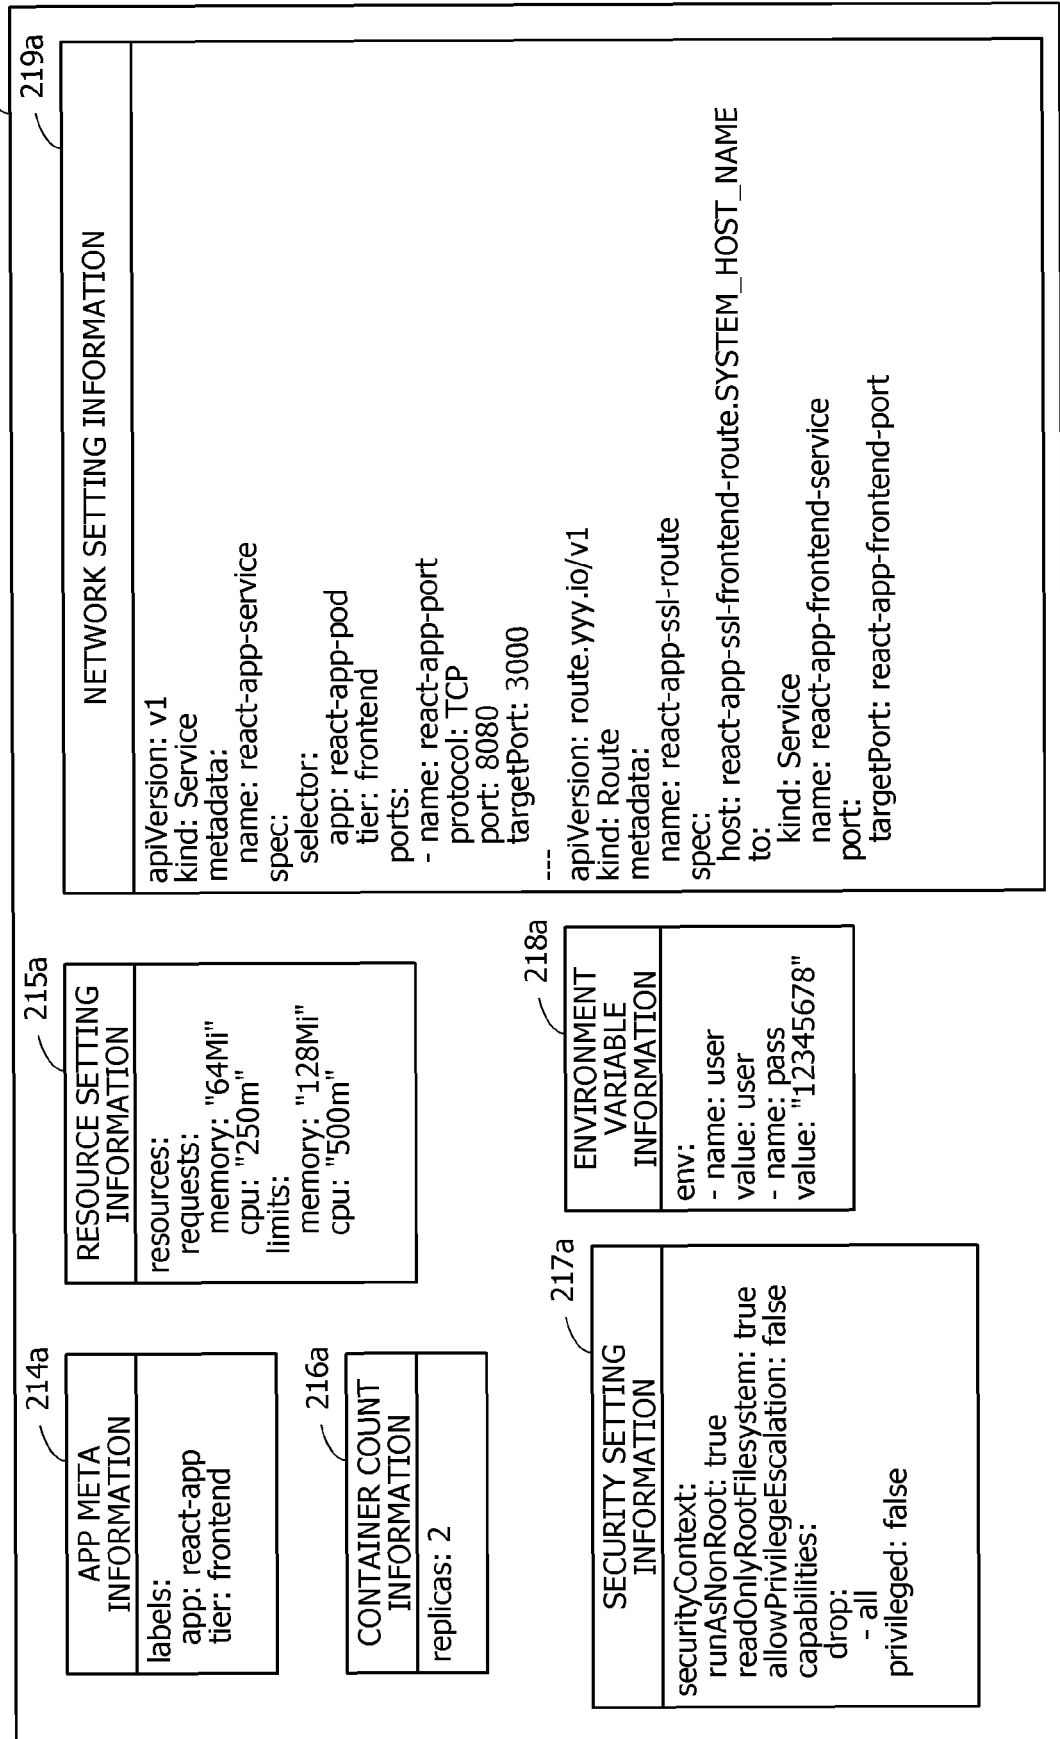 214a
APP META
INFORMATION
labels:
app: react-app
tier: frontend
215a
RESOURCE SETTING
INFORMATION
resources:
requests:
memory: "64Mi"
cpu: "250m"
limits:
memory: "128Mi"
cpu: "500m"
216a
CONTAINER COUNT
INFORMATION
replicas: 2
217a
SECURITY SETTING
INFORMATION
securityContext:
runAsNonRoot: true
readOnlyRootFilesystem: true
allowPrivilegeEscalation: false
capabilities:
drop:
- all
privileged: false
218a
ENVIRONMENT
VARIABLE
INFORMATION
env:
- name: user
value: user
- name: pass
value: "12345678"
219a
NETWORK SETTING INFORMATION
apiVersion: v1
kind: Service
metadata:
name: react-app-service
spec:
selector:
app: react-app-pod
tier: frontend
ports:
- name: react-app-port
protocol: TCP
port: 8080
targetPort: 3000
---
apiVersion: route.yyy.io/v1
kind: Route
metadata:
name: react-app-ssl-route
spec:
host: react-app-ssl-frontend-route.SYSTEM_HOST_NAME
to:
kind: Service
name: react-app-frontend-service
port:
targetPort: react-app-frontend-port